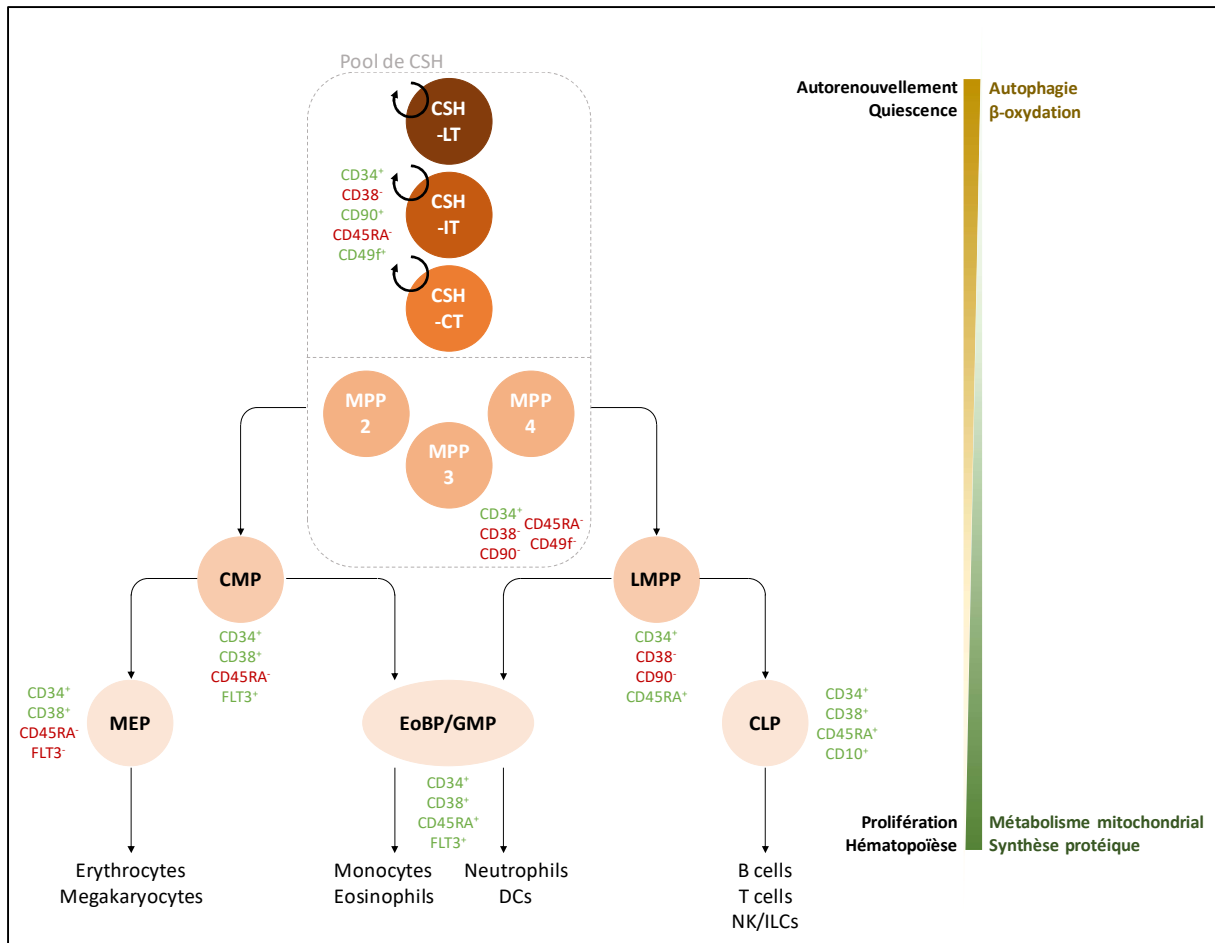 Pool de CSH
CSH
-LT
CD34⁺
CD38⁻
CD90⁺
CD45RA⁻
CD49f⁺
CSH
-IT
CSH
-CT
MPP
2
MPP
3
MPP
4
CD34⁺
CD38⁻
CD90⁻
CD45RA⁻
CD49f⁻
CMP
CD34⁺
CD38⁺
CD45RA⁻
FLT3⁺
LMPP
CD34⁺
CD38⁻
CD90⁻
CD45RA⁺
CD34⁺
CD38⁺
CD45RA⁻
FLT3⁻
MEP
EoBP/GMP
CD34⁺
CD38⁺
CD45RA⁺
FLT3⁺
CLP
CD34⁺
CD38⁺
CD45RA⁺
CD10⁺
Erythrocytes
Megakaryocytes
Monocytes
Eosinophils
Neutrophils
DCs
B cells
T cells
NK/ILCs
Autorenouvellement
Quiescence
Autophagie
β-oxydation
Prolifération
Hématopoïèse
Métabolisme mitochondrial
Synthèse protéique